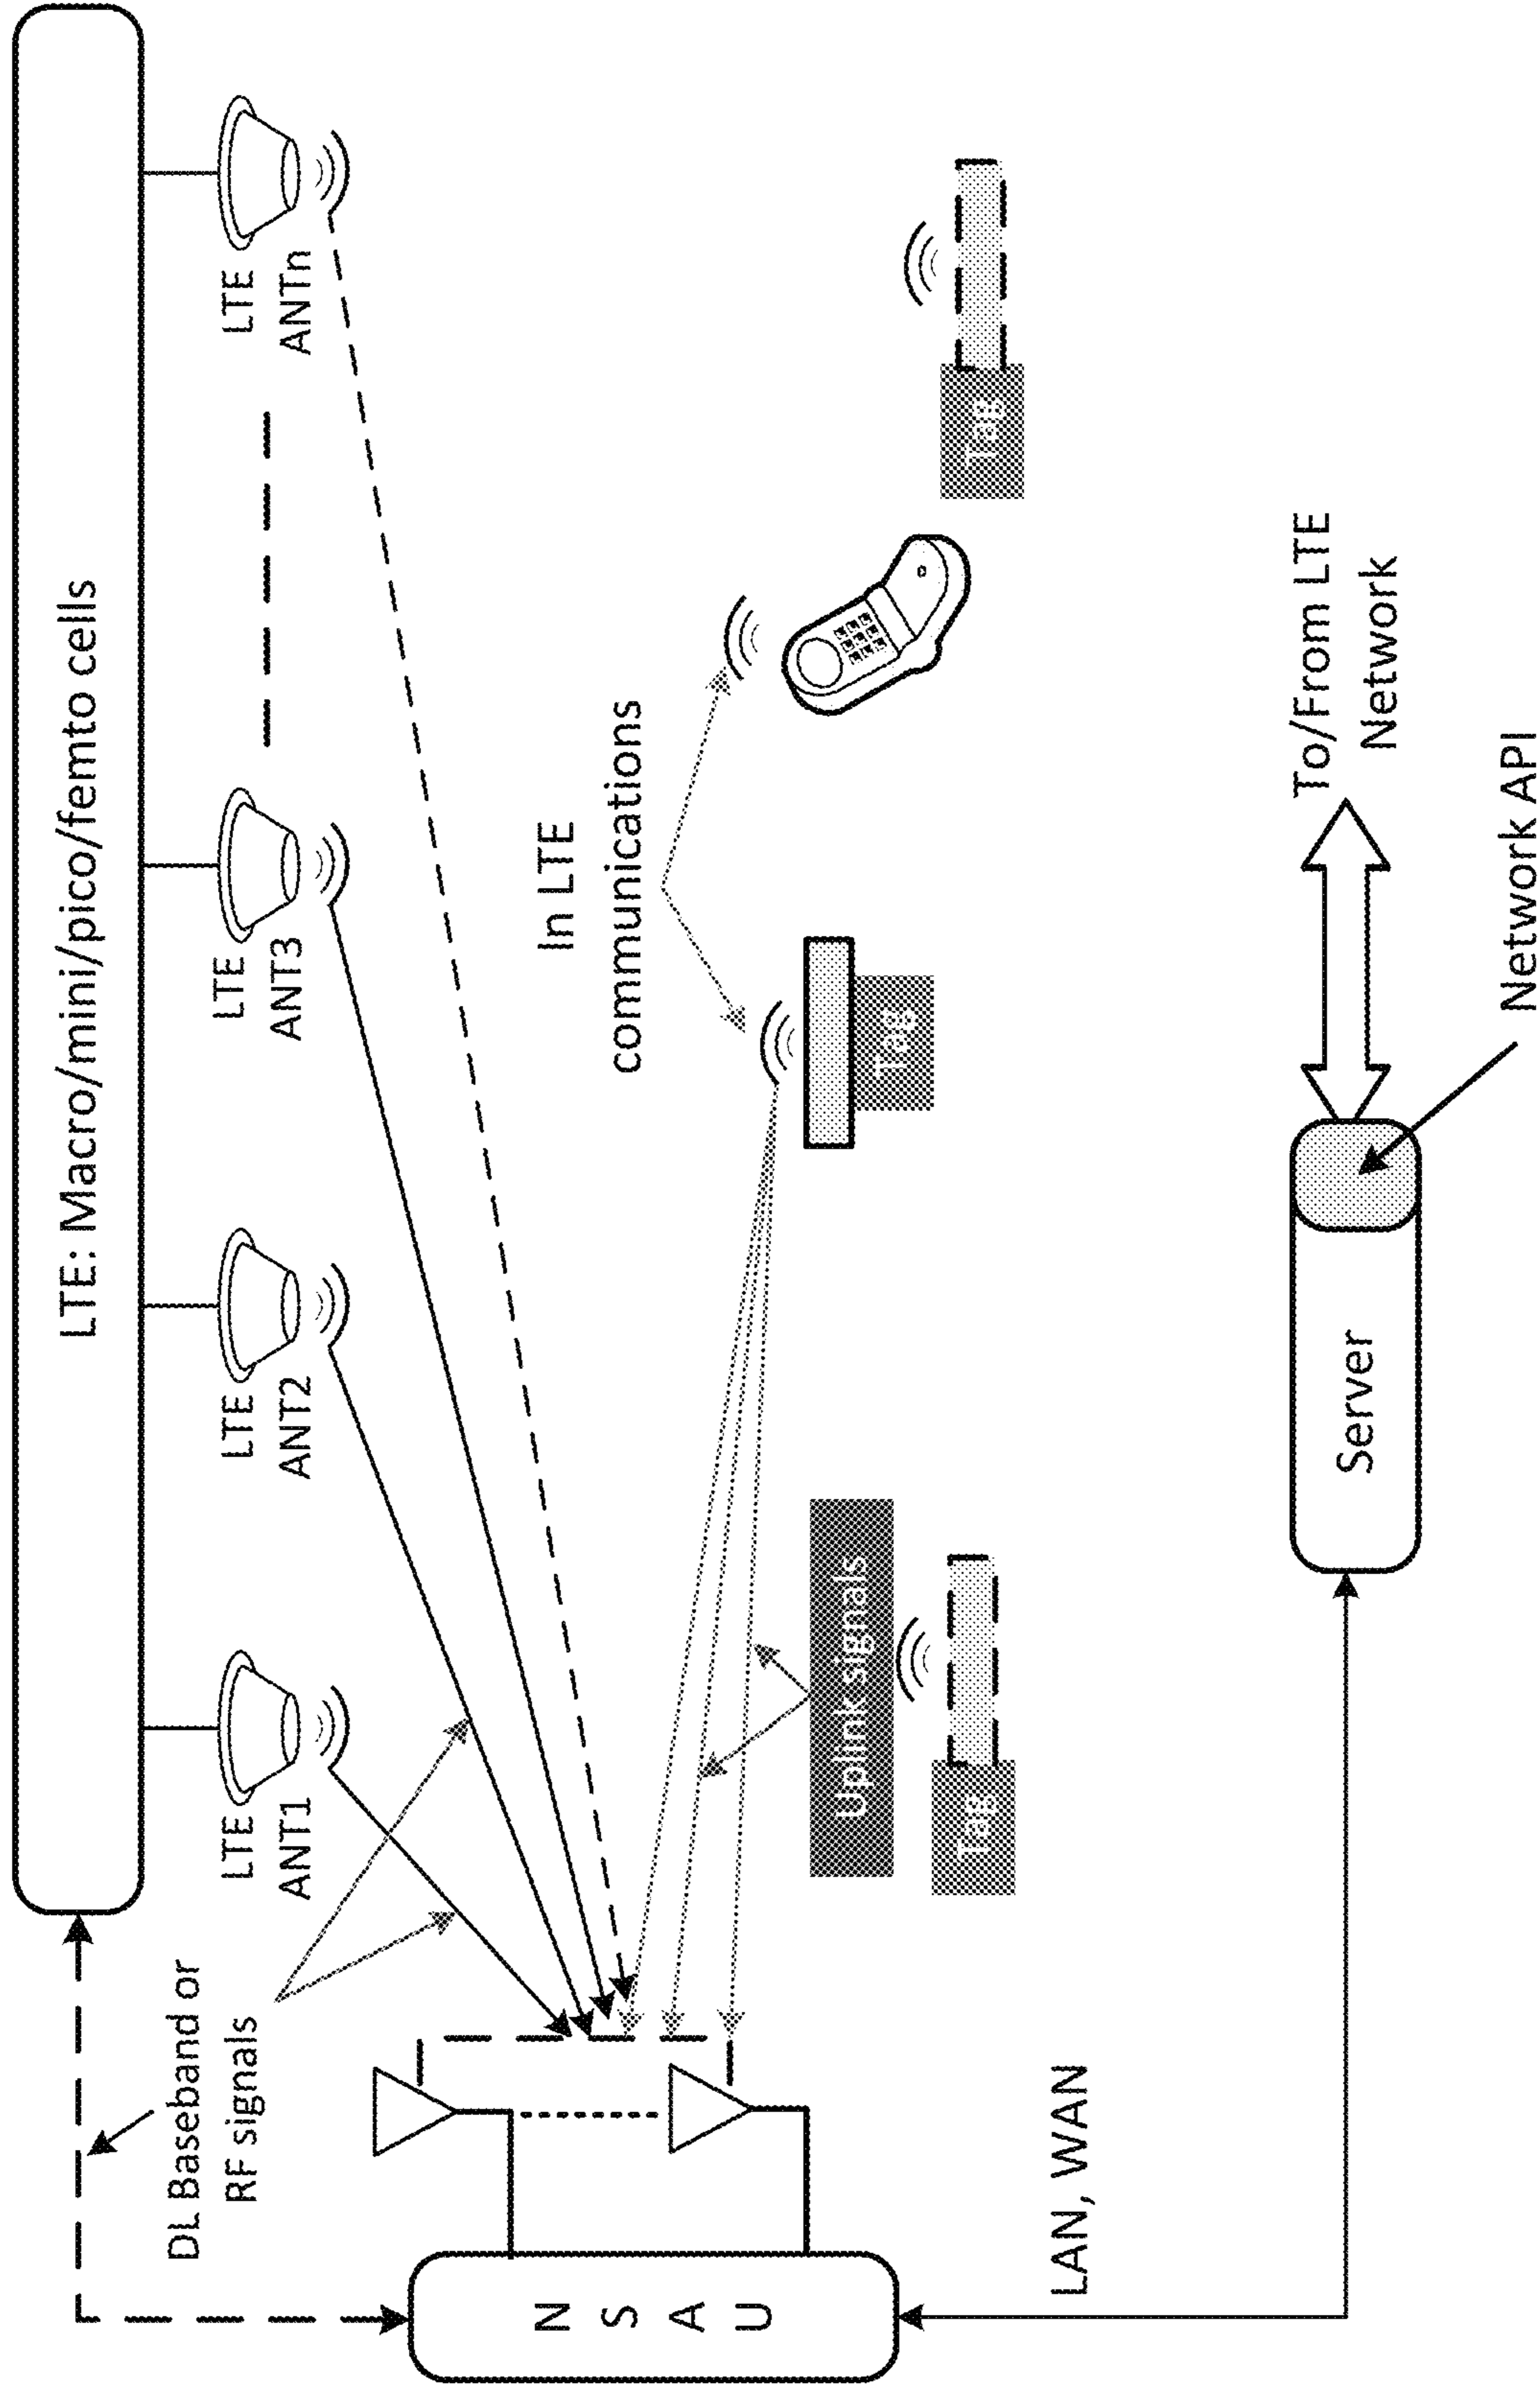 LTE: Macro/mini/pico/femto cells
DL Baseband or
RF signals
LTE
ANT1
LTE
ANT2
LTE
ANT3
LTE
ANTn
N
S
A
U
In LTE
communications
Uplink signals
Tag
Tag
Tag
LAN, WAN
Server
To/From LTE
Network
Network API